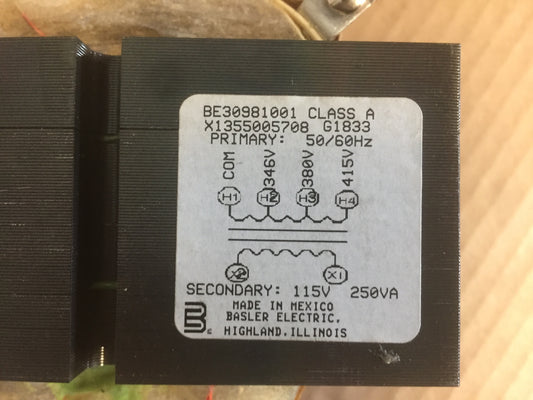 BE30981001 CLASS A
X1355005708 G1833
PRIMARY: 50/60Hz
COM 346V 380V 415V
H1 H2 H3 H4
X2 X1
SECONDARY: 115V 250VA
MADE IN MEXICO
BASLER ELECTRIC.
HIGHLAND.ILLINOIS